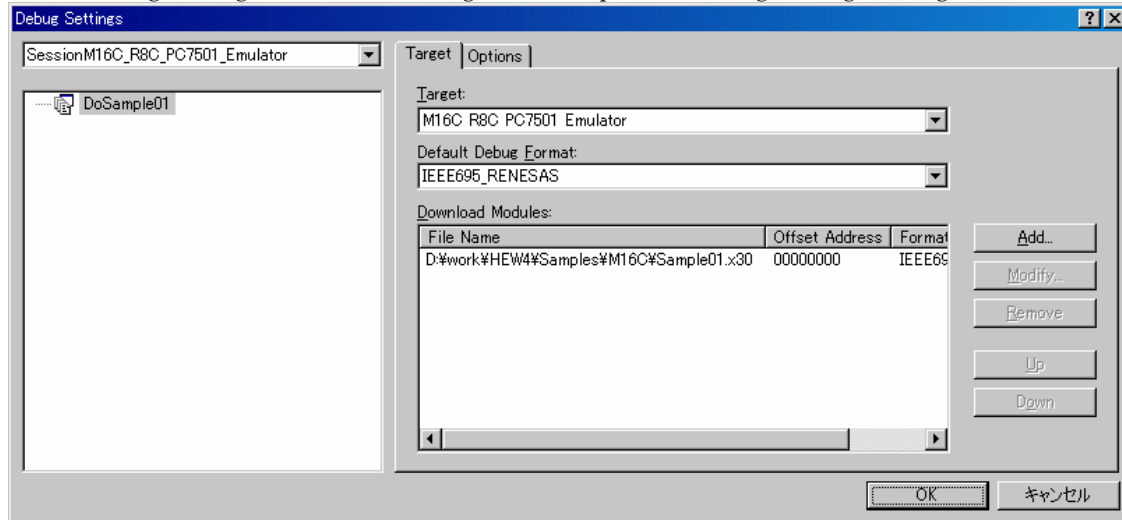 Debug Settings
SessionM16C_R8C_PC7501_Emulator
DoSample01
Target
Options
Target:
M16C R8C PC7501 Emulator
Default Debug Format:
IEEE695_RENESAS
Download Modules:
File Name Offset Address Format
D:¥work¥HEW4¥Samples¥M16C¥Sample01.x30 00000000 IEEE69
Add...
Modify...
Remove
Up
Down
OK
キャンセル